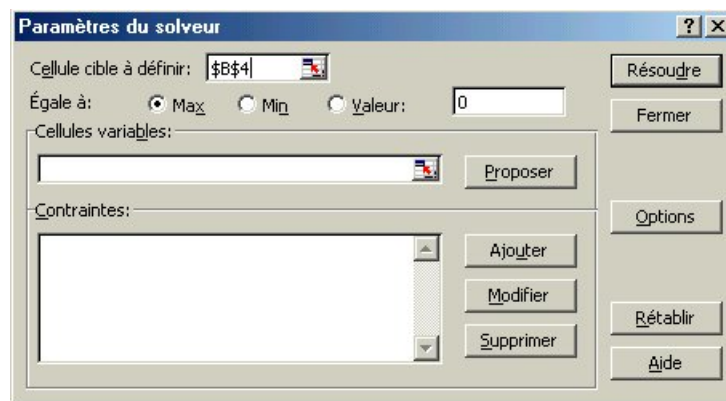 Paramètres du solveur
Cellule cible à définir: $B$4
Résoudre
Égale à: Max Min Valeur: 0
Fermer
Cellules variables:
Proposer
Contraintes:
Options
Ajouter
Modifier
Rétablir
Supprimer
Aide